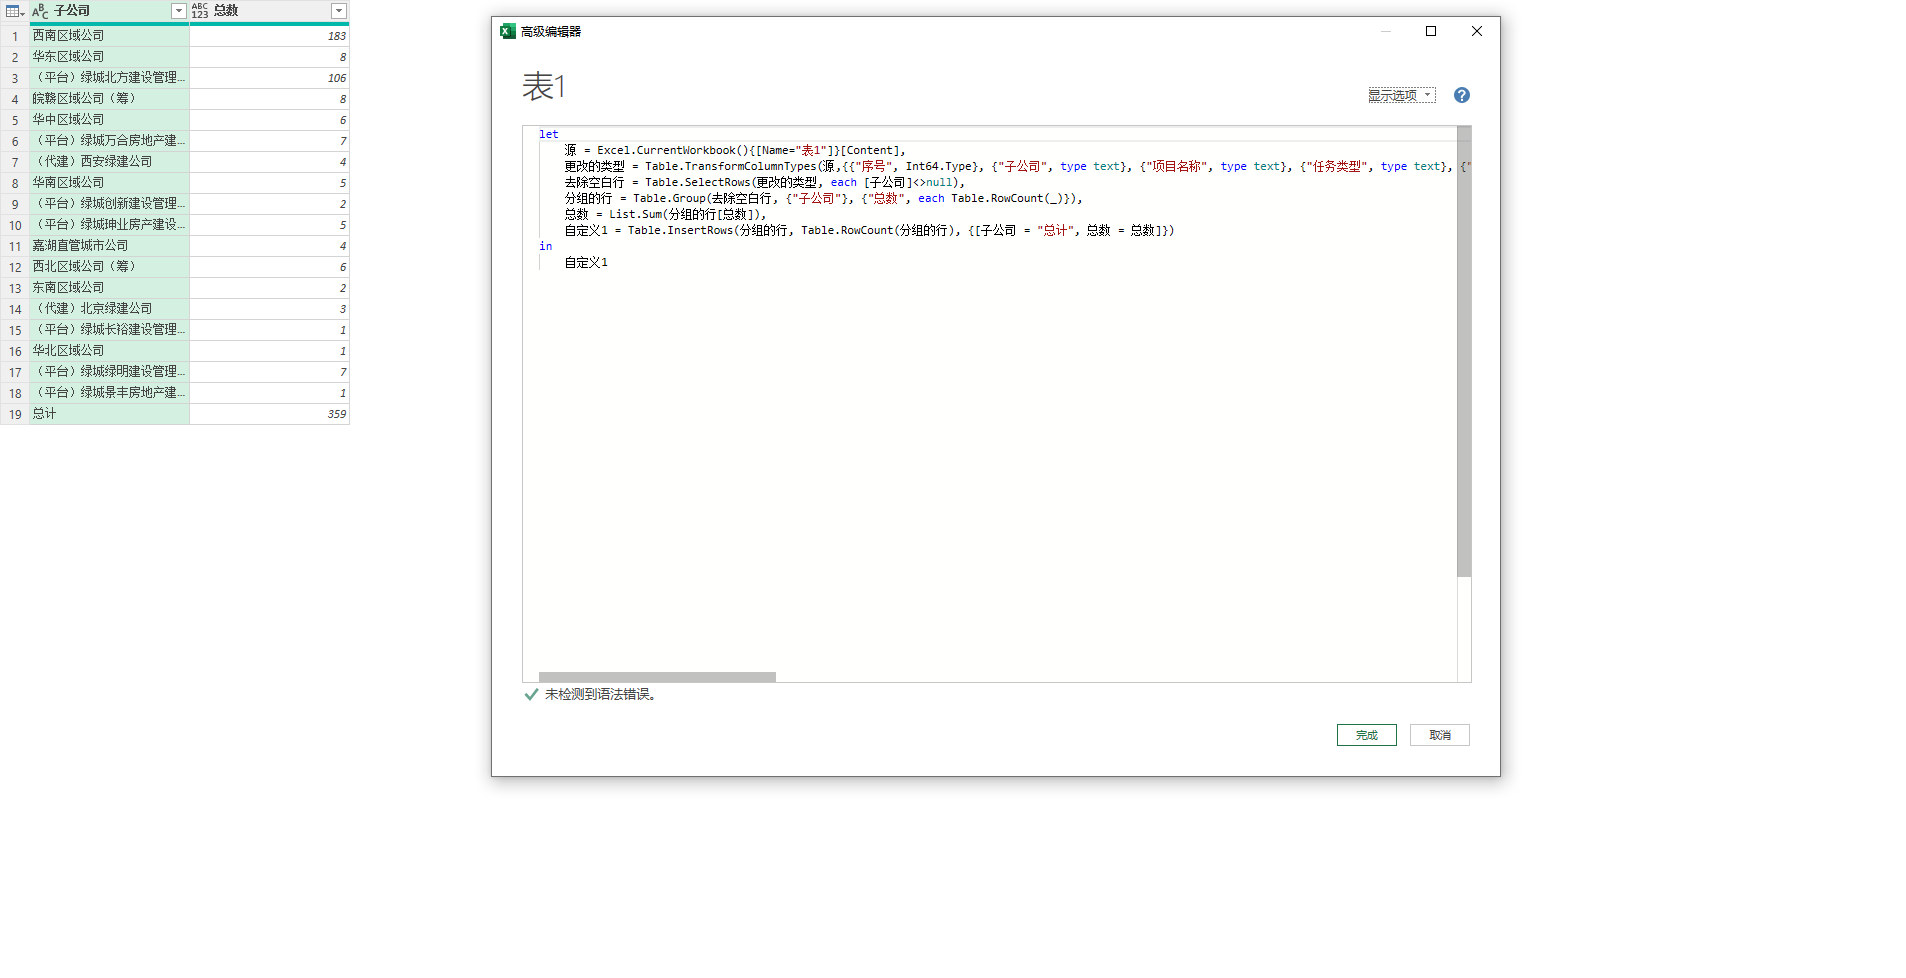 子公司 总数
1 西南区域公司 183
2 华东区域公司 8
3 （平台）绿城北方建设管理... 106
4 皖赣区域公司（筹） 8
5 华中区域公司 6
6 （平台）绿城万合房地产建... 7
7 （代建）西安绿建公司 4
8 华南区域公司 5
9 （平台）绿城创新建设管理... 2
10 （平台）绿城珅业房产建设... 5
11 嘉湖直管城市公司 4
12 西北区域公司（筹） 6
13 东南区域公司 2
14 （代建）北京绿建公司 3
15 （平台）绿城长裕建设管理... 1
16 华北区域公司 1
17 （平台）绿城绿明建设管理... 7
18 （平台）绿城景丰房地产建... 1
19 总计 359
高级编辑器
表1
显示选项
let
源 = Excel.CurrentWorkbook(){[Name="表1"]}[Content],
更改的类型 = Table.TransformColumnTypes(源,{{"序号", Int64.Type}, {"子公司", type text}, {"项目名称", type text}, {"任务类型", type text}, {"
去除空白行 = Table.SelectRows(更改的类型, each [子公司]<>null),
分组的行 = Table.Group(去除空白行, {"子公司"}, {"总数", each Table.RowCount(_)}),
总数 = List.Sum(分组的行[总数]),
自定义1 = Table.InsertRows(分组的行, Table.RowCount(分组的行), {[子公司 = "总计", 总数 = 总数]})
in
自定义1
未检测到语法错误。
完成 取消